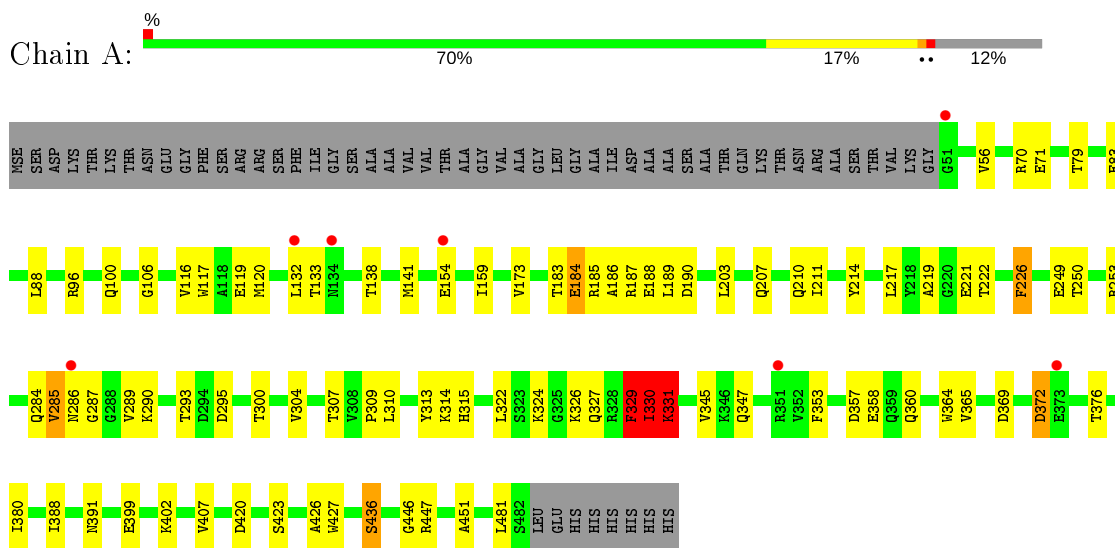 %
Chain A:
70% 17% •• 12%
MSE SER ASP LYS THR LYS THR ASN GLU GLY PHE SER ARG ARG SER PHE ILE GLY SER ALA ALA VAL VAL THR ALA GLY VAL ALA GLY LEU GLY ALA ILE ASP ALA ALA SER ALA THR GLN LYS THR ASN ARG ALA SER THR VAL LYS GLY G51 V56 R70 E71 T79
L88 R96 Q100 G106 V116 W117 A118 E119 M120 L132 T133 N134 T138 M141 E154 I159 V173 T183 E184 R185 A186 R187 E188 L189 D190 L203 Q207 Q210 I211 Y214 L217 Y218 A219 G220 E221 T222 F226 E249 T250
Q284 V285 N286 G287 G288 V289 K290 T293 D294 D295 T300 V304 T307 V308 P309 L310 Y313 K314 H315 L322 S323 K324 G325 K326 Q327 R328 F329 I330 K331 V345 K346 Q347 R351 V352 F353 D357 E358 Q359 Q360 W364 V365 D369 D372 E373 T376
I380 I388 N391 E399 K402 V407 D420 S423 A426 W427 S436 G446 R447 A451 L481 S482 LEU GLU HIS HIS HIS HIS HIS HIS